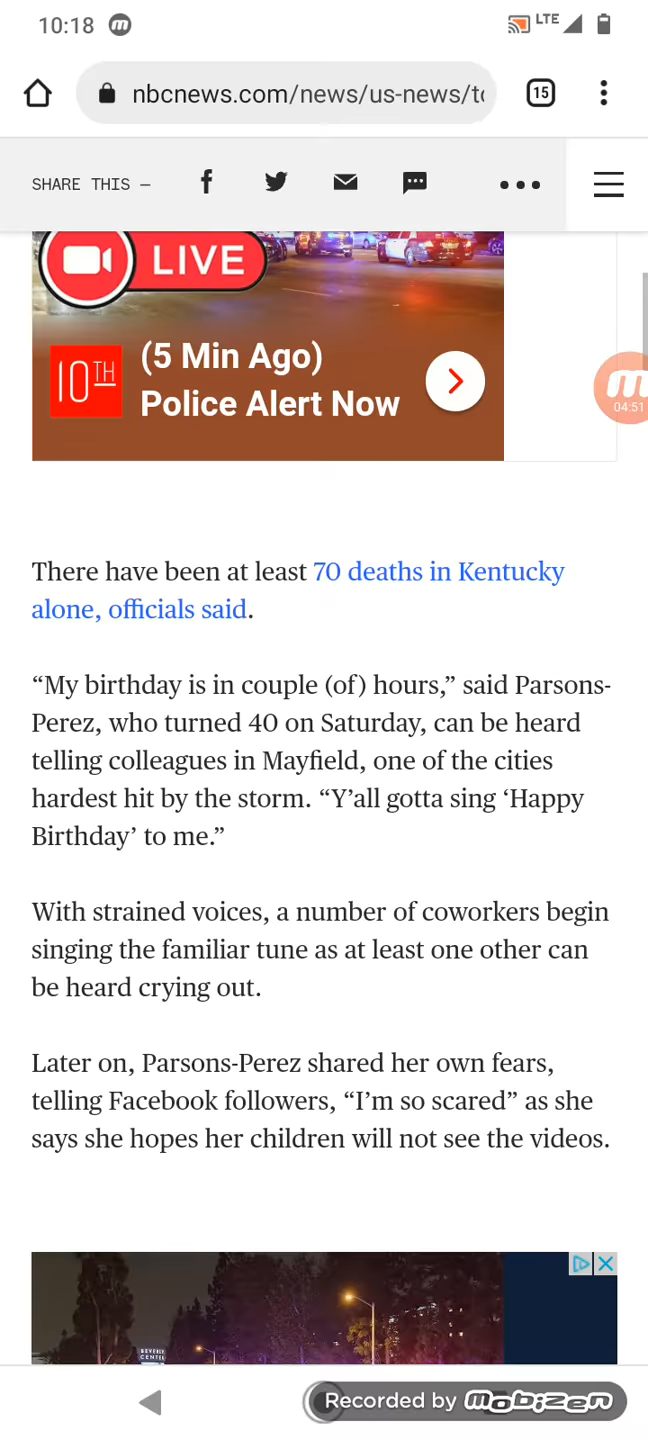 10:18
LTE
nbcnews.com/news/us-news/to
15
SHARE THIS —
LIVE
10TH
(5 Min Ago)
Police Alert Now
04:51
There have been at least 70 deaths in Kentucky
alone, officials said.
“My birthday is in couple (of) hours,” said Parsons-
Perez, who turned 40 on Saturday, can be heard
telling colleagues in Mayfield, one of the cities
hardest hit by the storm. “Y’all gotta sing ‘Happy
Birthday’ to me.”
With strained voices, a number of coworkers begin
singing the familiar tune as at least one other can
be heard crying out.
Later on, Parsons-Perez shared her own fears,
telling Facebook followers, “I’m so scared” as she
says she hopes her children will not see the videos.
Recorded by mobizen